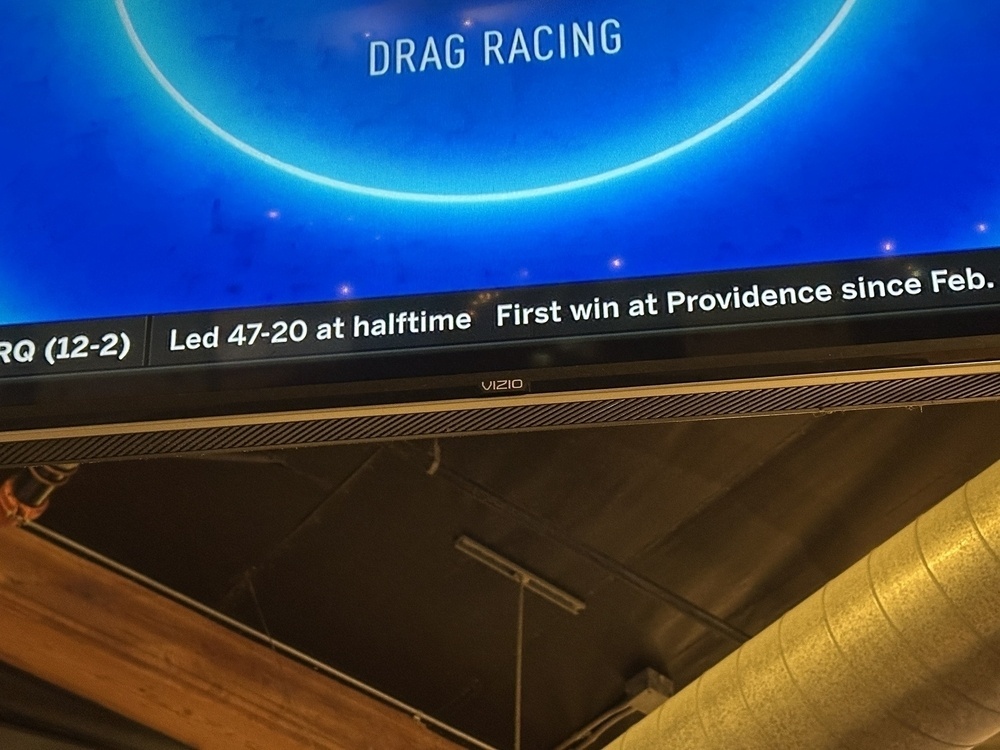 DRAG RACING
RQ (12-2) Led 47-20 at halftime First win at Providence since Feb.
VIZIO